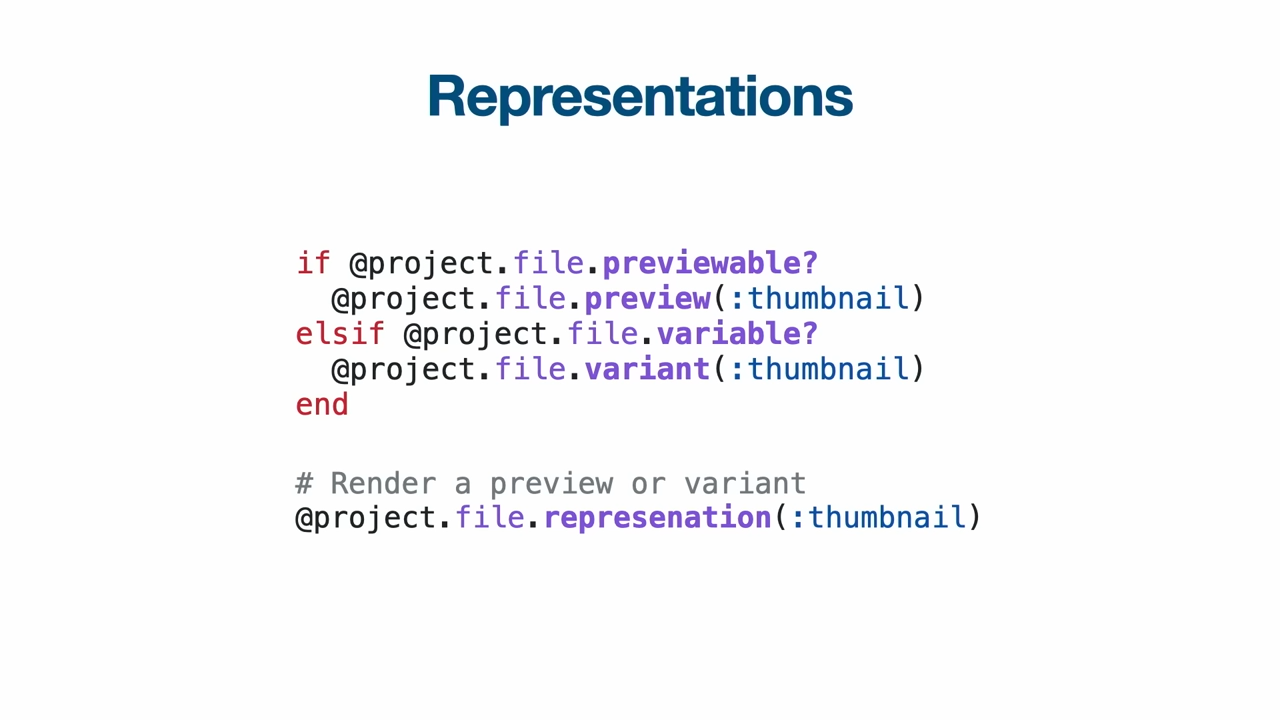 Representations
if @project.file.previewable?
  @project.file.preview(:thumbnail)
elsif @project.file.variable?
  @project.file.variant(:thumbnail)
end
# Render a preview or variant
@project.file.represenation(:thumbnail)